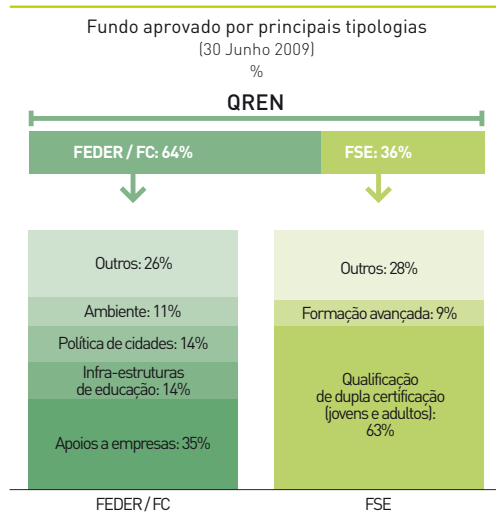 Fundo aprovado por principais tipologias
(30 Junho 2009)
%
QREN
FEDER / FC: 64%
FSE: 36%
Outros: 26%
Ambiente: 11%
Política de cidades: 14%
Infra-estruturas
de educação: 14%
Apoios a empresas: 35%
Outros: 28%
Formação avançada: 9%
Qualificação
de dupla certificação
(jovens e adultos):
63%
FEDER / FC
FSE